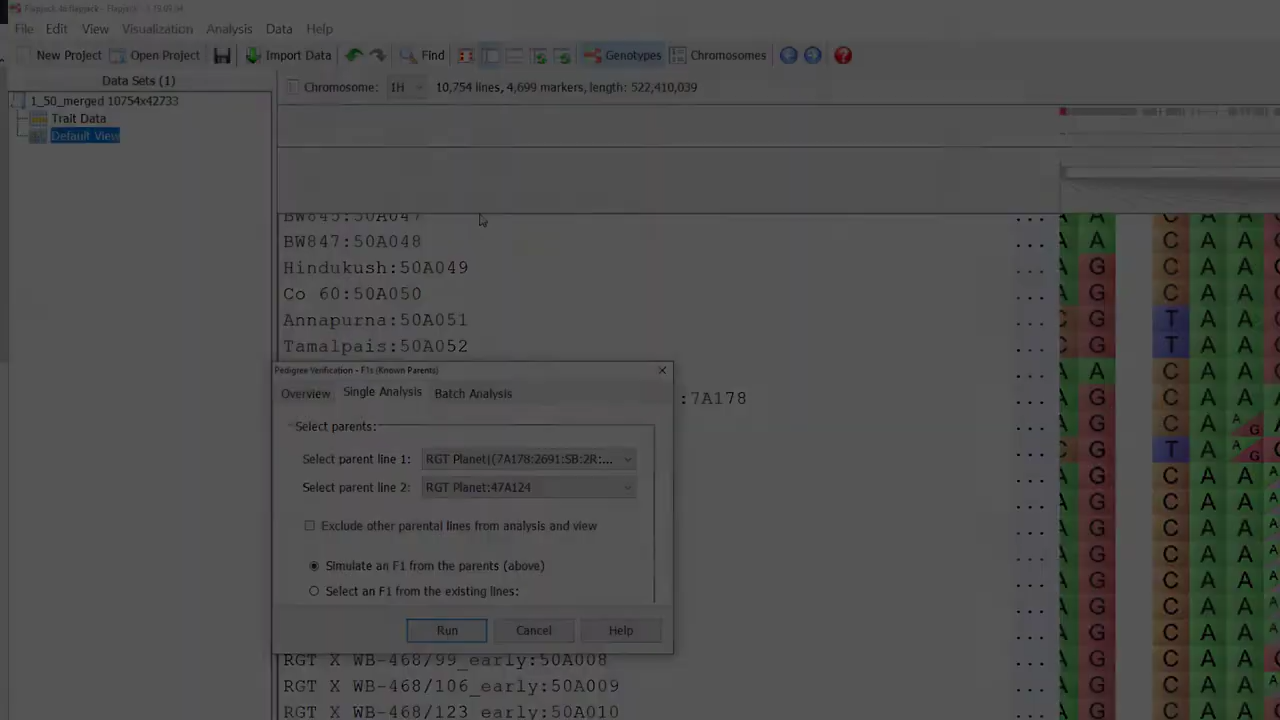 File Edit View Visualization Analysis Data Help
New Project Open Project Import Data Find Genotypes Chromosomes
Data Sets (1)
Chromosome: 1H 10,754 lines, 4,699 markers, length: 522,410,039
1_50_merged 10754x42733
Trait Data
Default View
BW845:50A047
BW847:50A048 ... A C A A
Hindukush:50A049 ... A G C A A
Co 60:50A050 ... A G C A A
Annapurna:50A051 ... C G T A A
Tamalpais:50A052 ... C G T A A
Pedigree Verification - F1s (Known Parents)
Overview Single Analysis Batch Analysis
:7A178
Select parents:
Select parent line 1: RGT Planet|(7A178:2691:SB:2R:...
Select parent line 2: RGT Planet:47A124
Exclude other parental lines from analysis and view
Simulate an F1 from the parents (above)
Select an F1 from the existing lines:
Run Cancel Help
RGT X WB-468/99_early:50A008
RGT X WB-468/106_early:50A009
RGT X WB-468/123_early:50A010